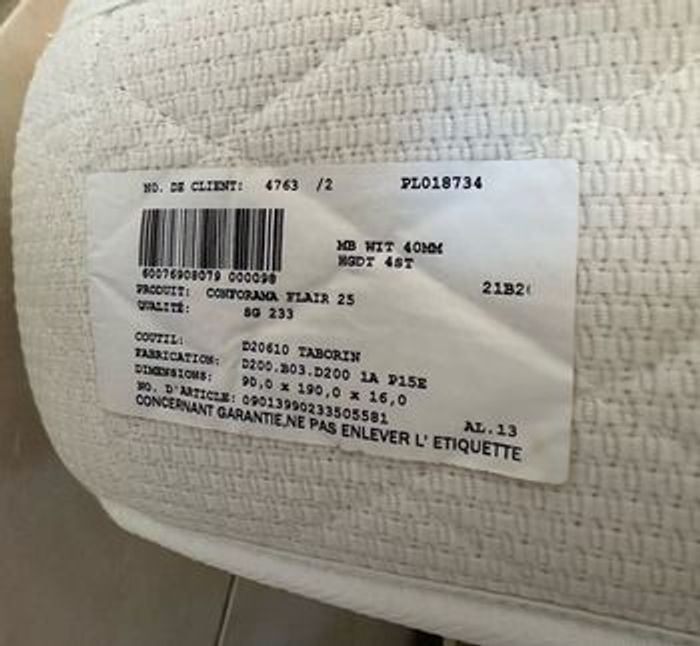 NO. DE CLIENT: 4763 /2 PL018734
MB WIT 40MM
HGDT 4ST
60076908079 000098
PRODUIT: CONFORAMA FLAIR 25 21B2
QUALITÉ: SG 233
COUTIL: D20610 TABORIN
FABRICATION: D200.B03.D200 1A P15E
DIMENSIONS: 90,0 x 190,0 x 16,0
NO. D'ARTICLE: 09013990233505581 AL.13
CONCERNANT GARANTIE,NE PAS ENLEVER L' ETIQUETTE